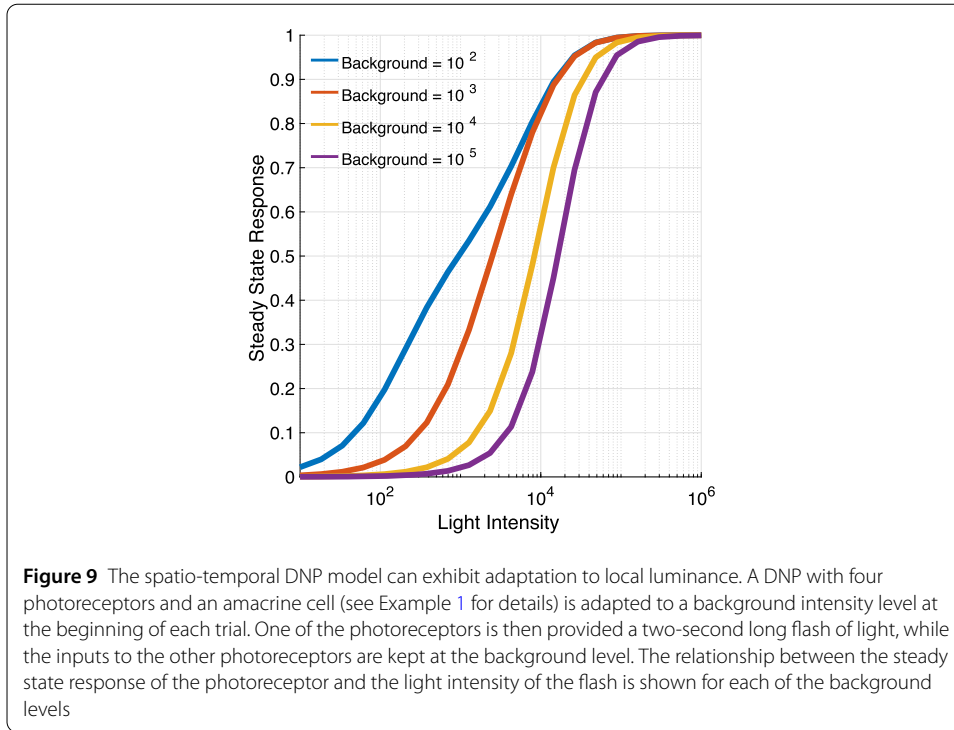 1
0.9
0.8
0.7
0.6
0.5
0.4
0.3
0.2
0.1
0
Steady State Response
Background = 10 2
Background = 10 3
Background = 10 4
Background = 10 5
10^2
10^4
10^6
Light Intensity
Figure 9 The spatio-temporal DNP model can exhibit adaptation to local luminance. A DNP with four
photoreceptors and an amacrine cell (see Example 1 for details) is adapted to a background intensity level at
the beginning of each trial. One of the photoreceptors is then provided a two-second long flash of light, while
the inputs to the other photoreceptors are kept at the background level. The relationship between the steady
state response of the photoreceptor and the light intensity of the flash is shown for each of the background
levels